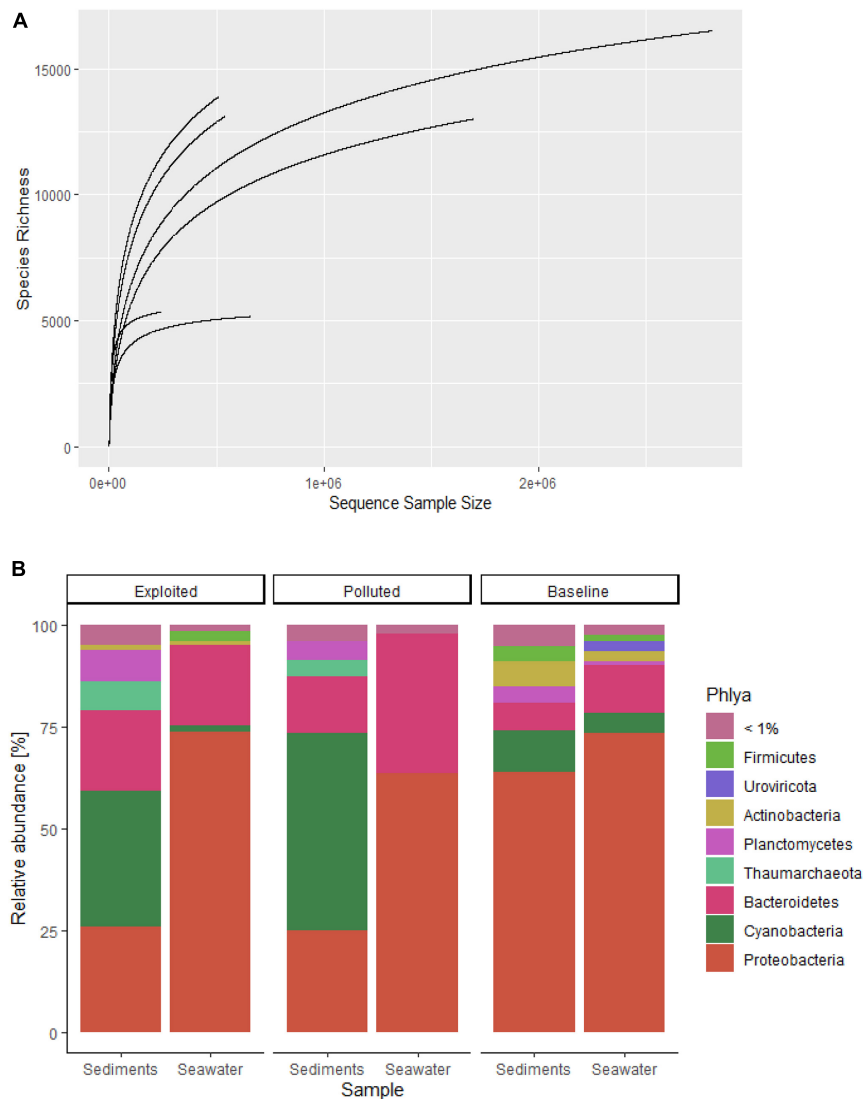 A
Species Richness
15000
10000
5000
0
0e+00 1e+06 2e+06
Sequence Sample Size
B
Exploited Polluted Baseline
Relative abundance [%]
100
75
50
25
0
Sediments Seawater Sediments Seawater Sediments Seawater
Sample
Phlya
< 1%
Firmicutes
Uroviricota
Actinobacteria
Planctomycetes
Thaumarchaeota
Bacteroidetes
Cyanobacteria
Proteobacteria